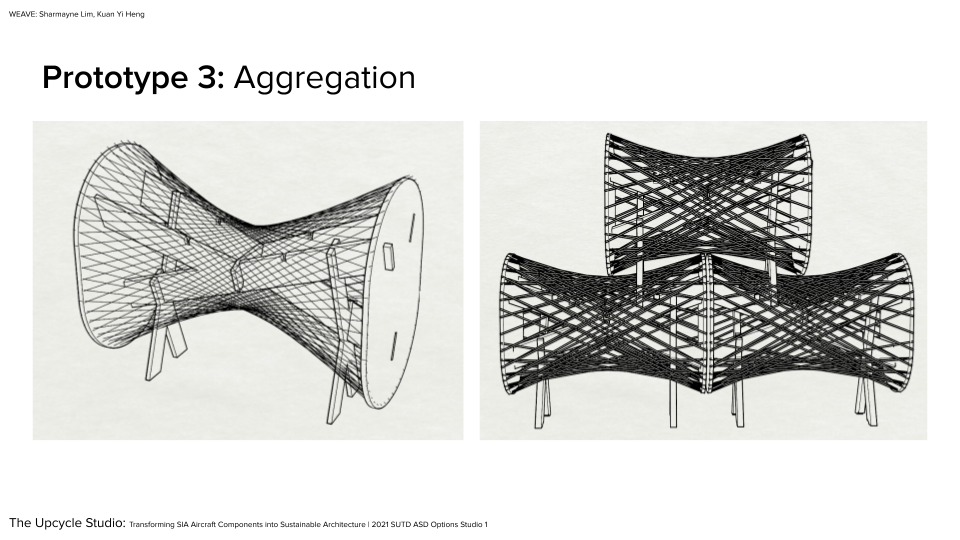 WEAVE: Sharmayne Lim, Kuan Yi Heng
Prototype 3: Aggregation
The Upcycle Studio: Transforming SIA Aircraft Components into Sustainable Architecture | 2021 SUTD ASD Options Studio 1